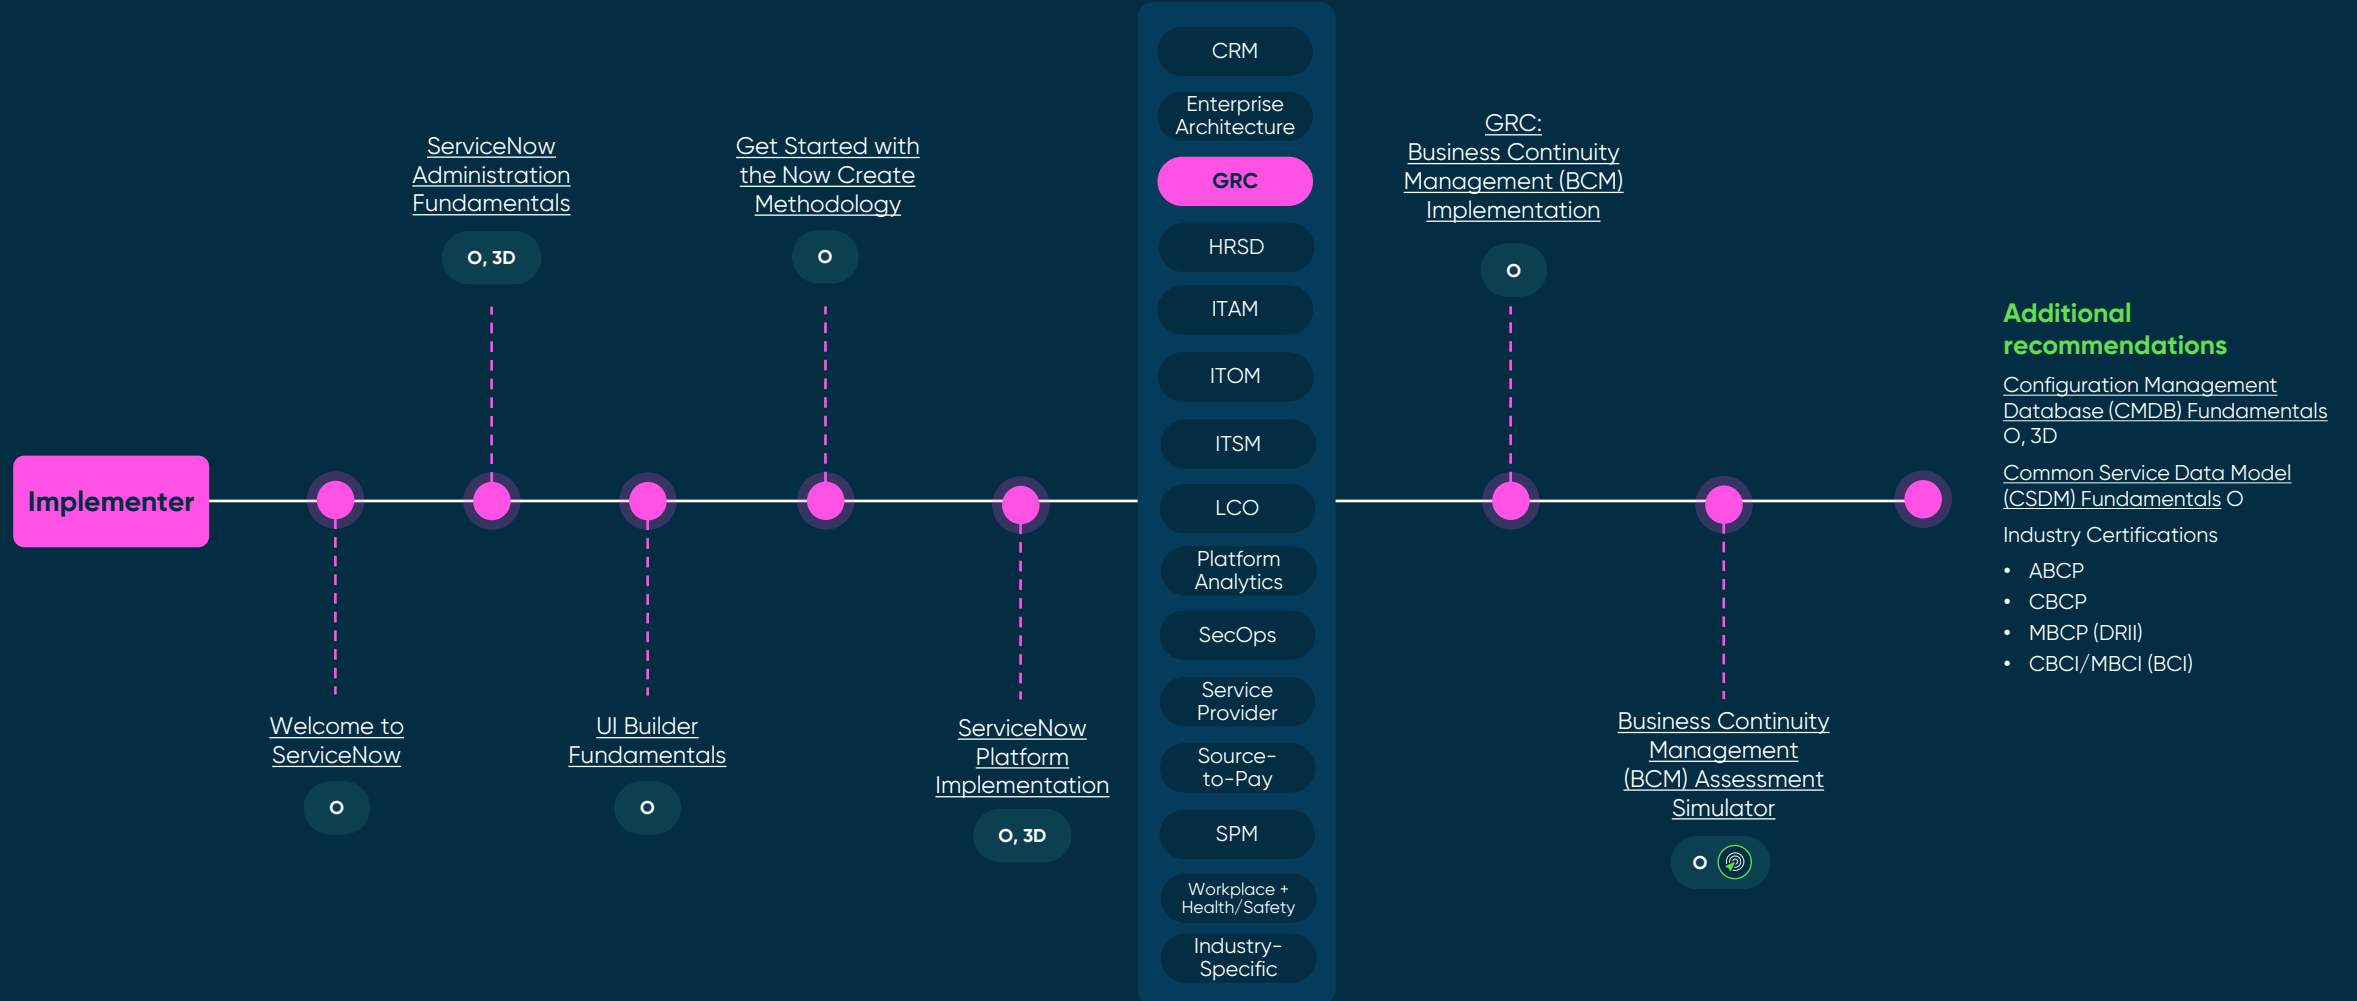 Implementer
Welcome to
ServiceNow
O
ServiceNow
Administration
Fundamentals
O, 3D
UI Builder
Fundamentals
O
Get Started with
the Now Create
Methodology
O
ServiceNow
Platform
Implementation
O, 3D
CRM
Enterprise
Architecture
GRC
HRSD
ITAM
ITOM
ITSM
LCO
Platform
Analytics
SecOps
Service
Provider
Source-
to-Pay
SPM
Workplace +
Health/Safety
Industry-
Specific
GRC:
Business Continuity
Management (BCM)
Implementation
O
Business Continuity
Management
(BCM) Assessment
Simulator
O
Additional
recommendations
Configuration Management
Database (CMDB) Fundamentals
O, 3D
Common Service Data Model
(CSDM) Fundamentals O
Industry Certifications
• ABCP
• CBCP
• MBCP (DRII)
• CBCI/MBCI (BCI)